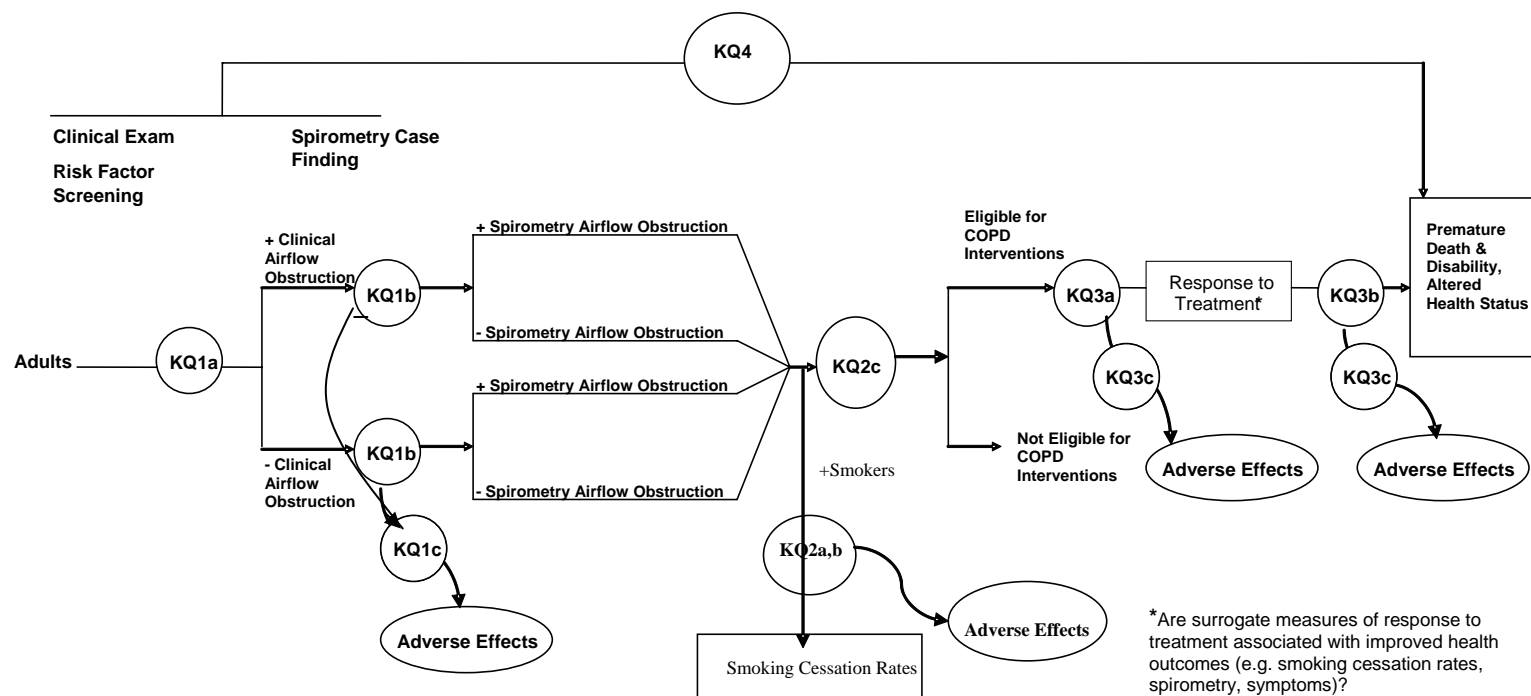 KQ4
Clinical Exam
Risk Factor
Screening
Spirometry Case
Finding
+ Clinical
Airflow
Obstruction
KQ1b
+ Spirometry Airflow Obstruction
- Spirometry Airflow Obstruction
Adults
KQ1a
- Clinical
Airflow
Obstruction
KQ1b
+ Spirometry Airflow Obstruction
- Spirometry Airflow Obstruction
KQ1c
Adverse Effects
KQ2c
+Smokers
KQ2a,b
Adverse Effects
Smoking Cessation Rates
Eligible for
COPD
Interventions
Not Eligible for
COPD
Interventions
KQ3a
Response to
Treatment*
KQ3b
Premature
Death &
Disability,
Altered
Health Status
KQ3c
Adverse Effects
KQ3c
Adverse Effects
*Are surrogate measures of response to
treatment associated with improved health
outcomes (e.g. smoking cessation rates,
spirometry, symptoms)?